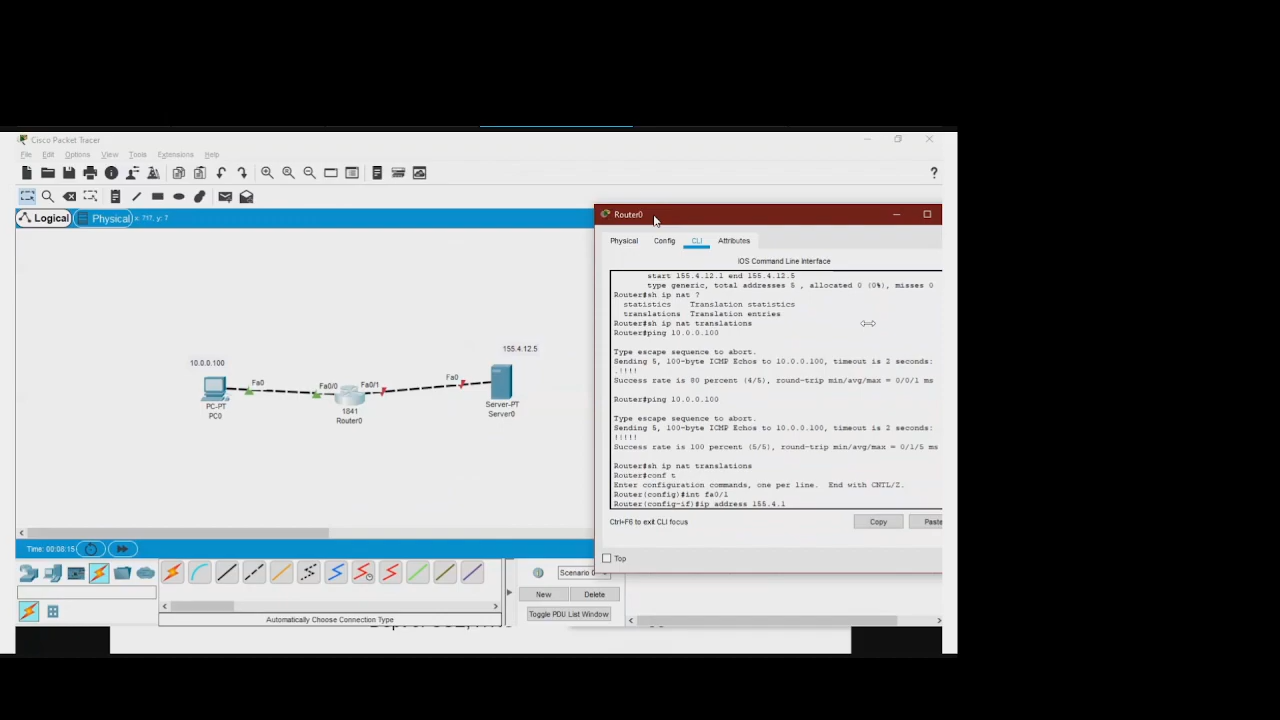 Cisco Packet Tracer
File Edit Options View Tools Extensions Help
?
Logical Physical x: 717, y: 7
10.0.0.100
Fa0
Fa0/0
Fa0/1
Fa0
155.4.12.5
PC-PT
PC0
1841
Router0
Server-PT
Server0
Router0
Physical Config CLI Attributes
IOS Command Line Interface
start 155.4.12.1 end 155.4.12.5
type generic, total addresses 5 , allocated 0 (0%), misses 0
Router#sh ip nat ?
statistics Translation statistics
translations Translation entries
Router#sh ip nat translations
Router#ping 10.0.0.100
Type escape sequence to abort.
Sending 5, 100-byte ICMP Echos to 10.0.0.100, timeout is 2 seconds:
.!!!!
Success rate is 80 percent (4/5), round-trip min/avg/max = 0/0/1 ms
Router#ping 10.0.0.100
Type escape sequence to abort.
Sending 5, 100-byte ICMP Echos to 10.0.0.100, timeout is 2 seconds:
!!!!!
Success rate is 100 percent (5/5), round-trip min/avg/max = 0/1/5 ms
Router#sh ip nat translations
Router#conf t
Enter configuration commands, one per line. End with CNTL/Z.
Router(config)#int fa0/1
Router(config-if)#ip address 155.4.1
Ctrl+F6 to exit CLI focus
Copy Paste
Top
Time: 00:08:15
Scenario 0
New Delete
Toggle PDU List Window
Automatically Choose Connection Type